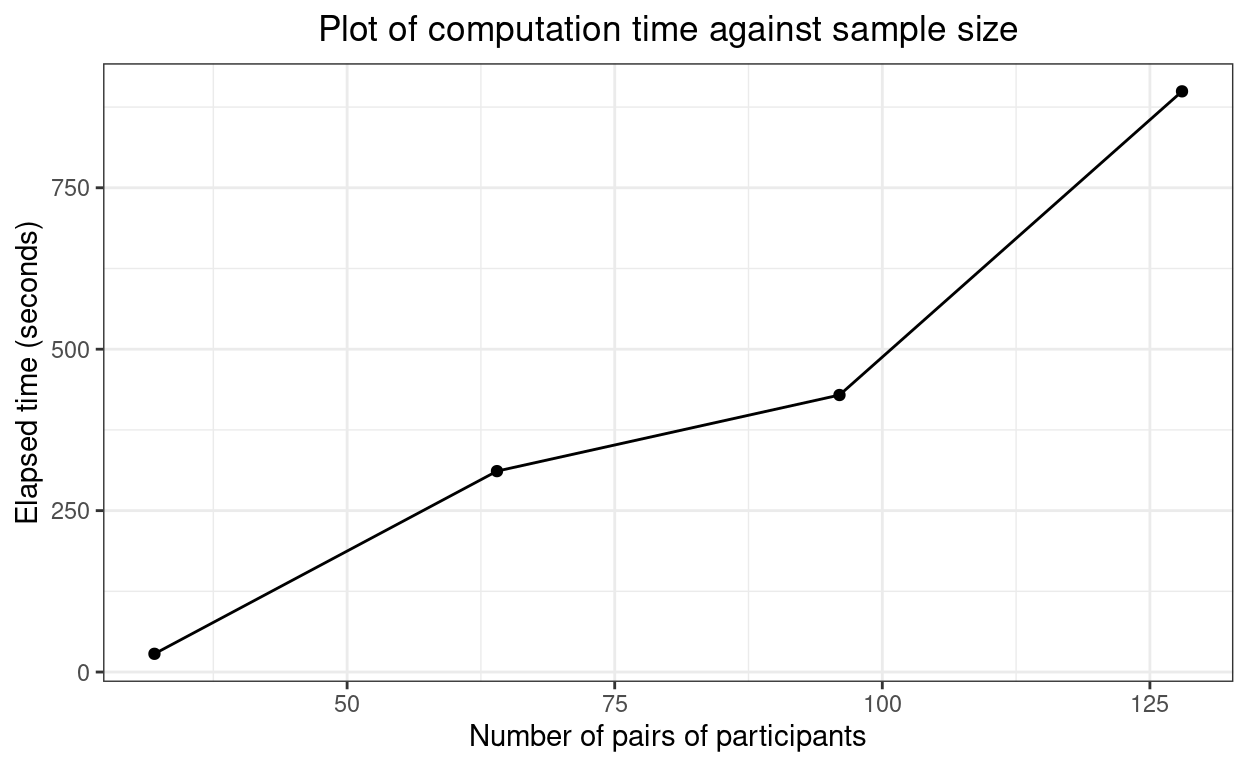 Plot of computation time against sample size
Elapsed time (seconds)
750
500
250
0
50
75
100
125
Number of pairs of participants